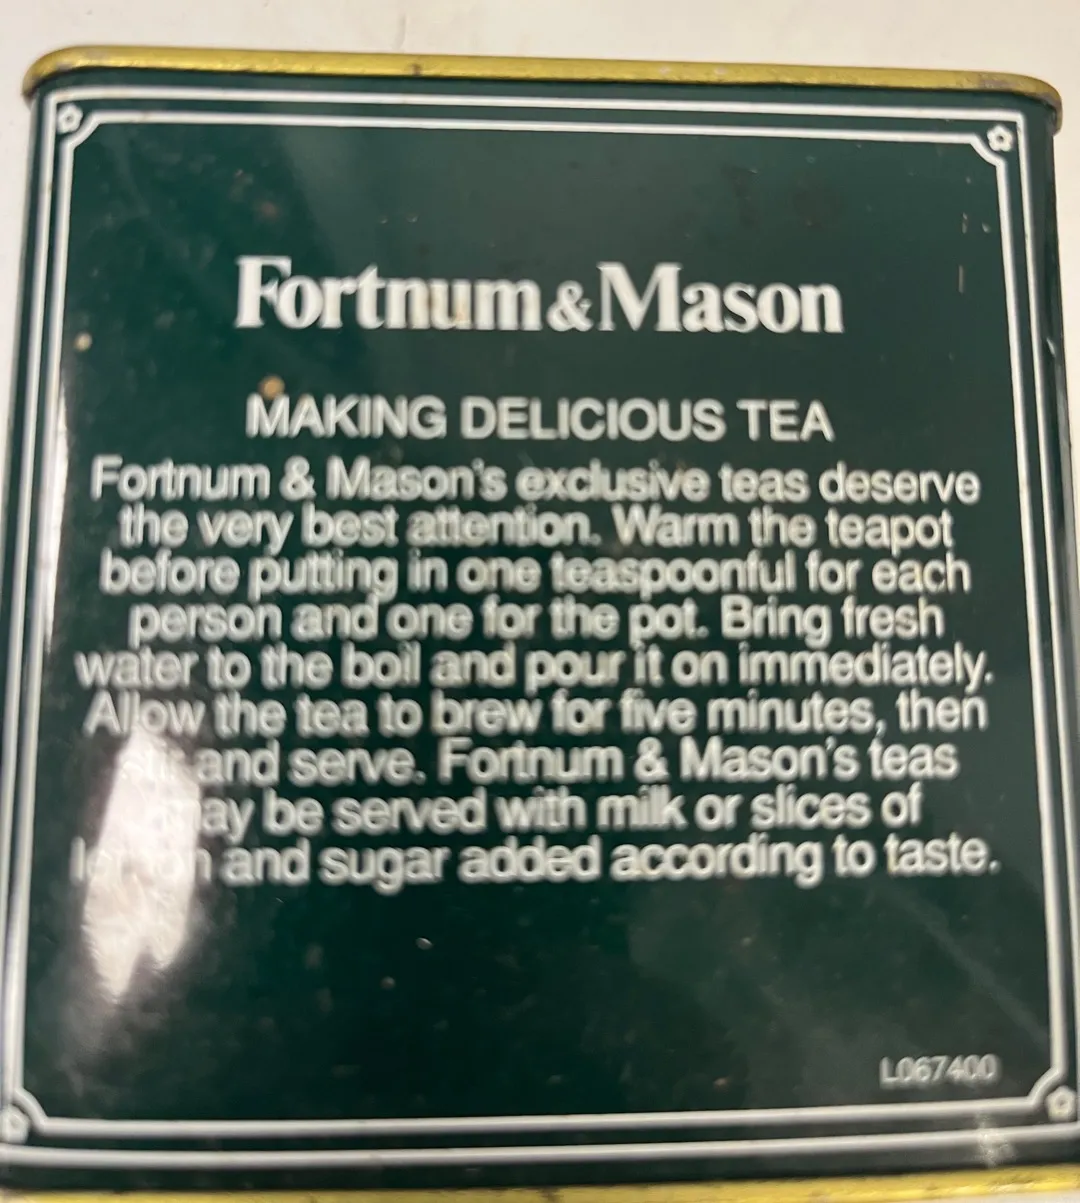 Fortnum & Mason
MAKING DELICIOUS TEA
Fortnum & Mason's exclusive teas deserve
the very best attention. Warm the teapot
before putting in one teaspoonful for each
person and one for the pot. Bring fresh
water to the boil and pour it on immediately.
Allow the tea to brew for five minutes, then
stir and serve. Fortnum & Mason's teas
may be served with milk or slices of
lemon and sugar added according to taste.
L067400